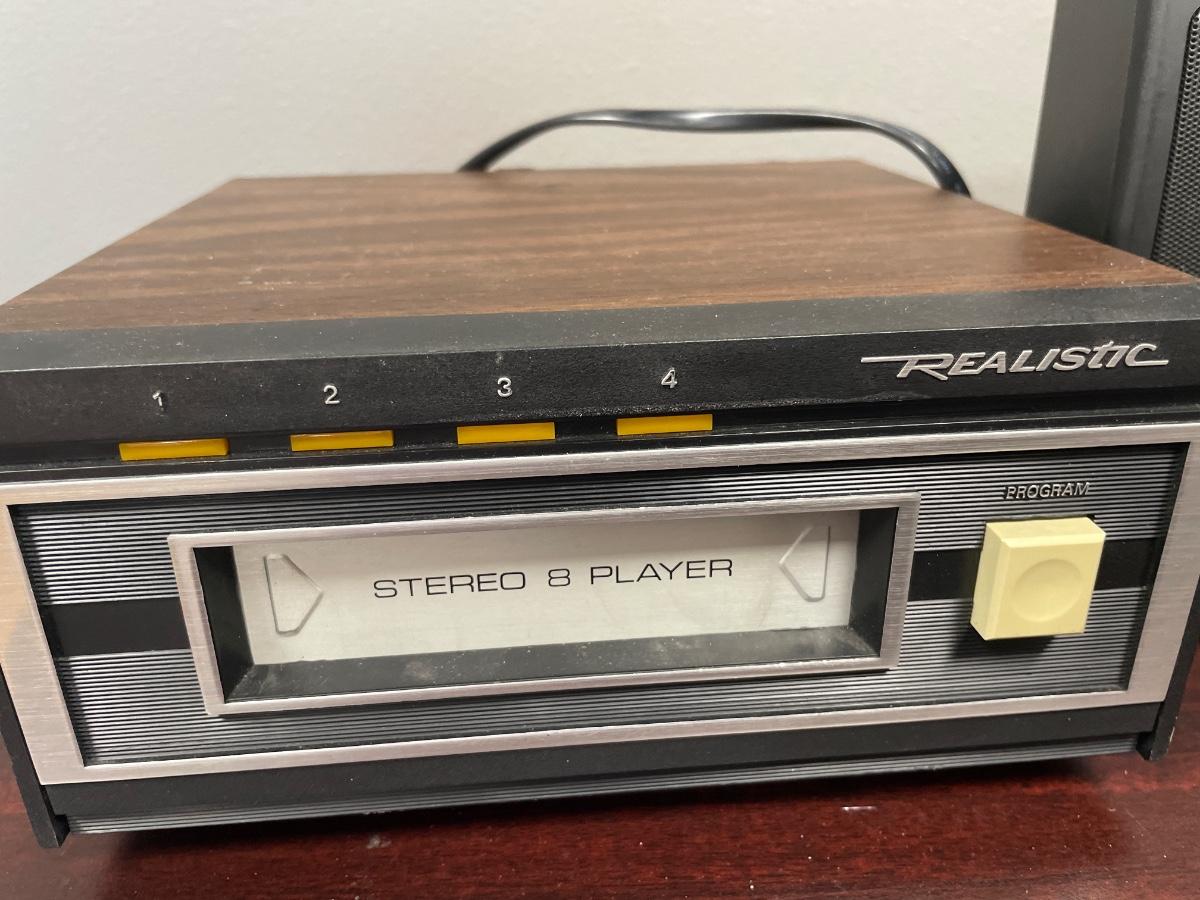 REALISTIC
1 2 3 4
PROGRAM
STEREO 8 PLAYER